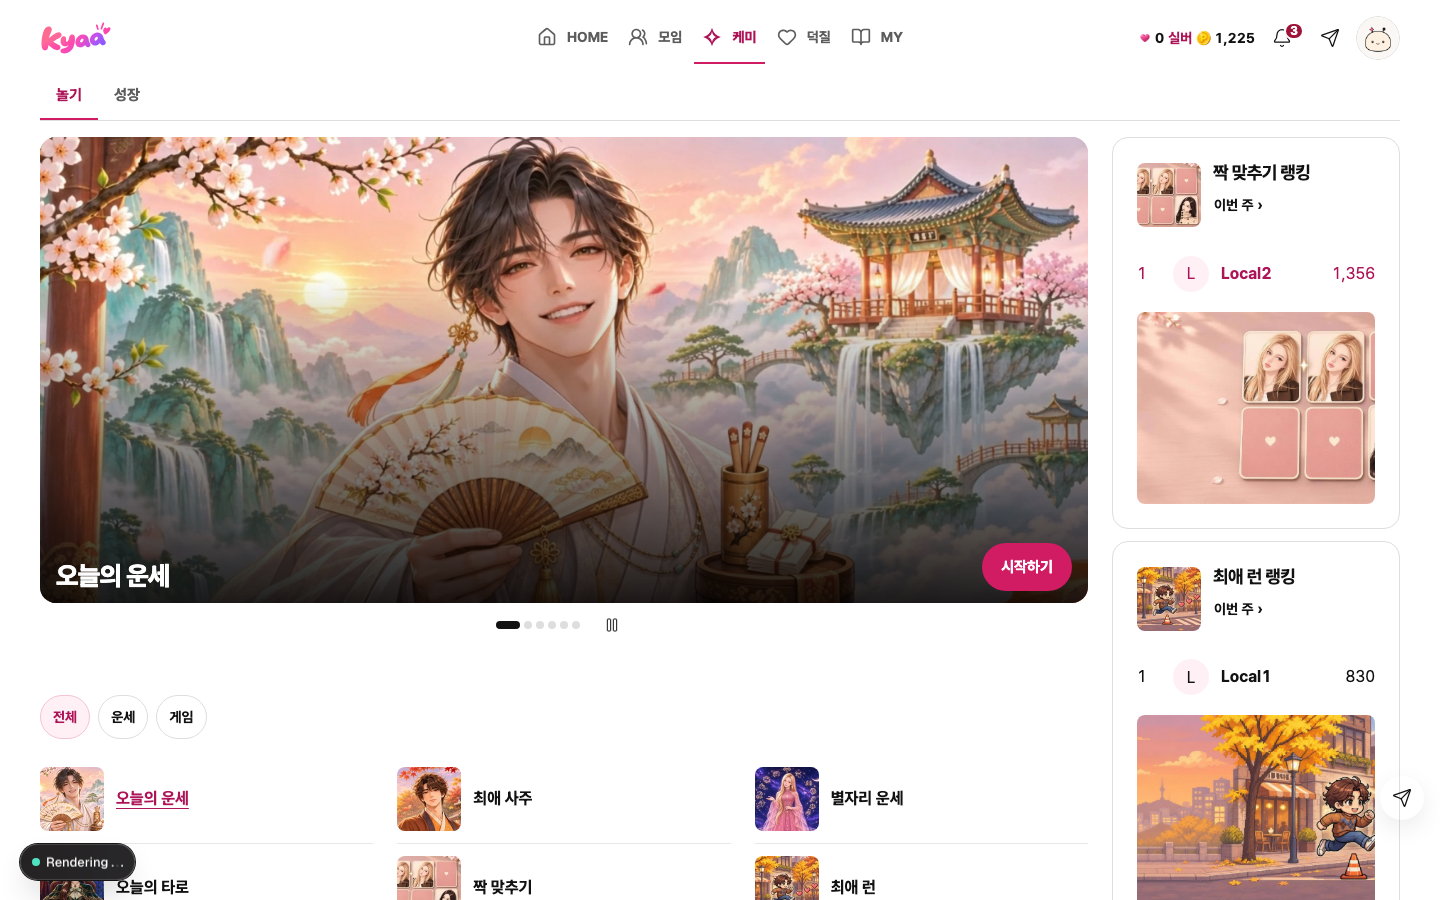 kyaa
HOME
모임
케미
덕질
MY
0 실버 1,225
3
놀기
성장
오늘의 운세
시작하기
짝 맞추기 랭킹
이번 주 ›
1 L Local2 1,356
최애 런 랭킹
이번 주 ›
1 L Local1 830
전체
운세
게임
오늘의 운세
최애 사주
별자리 운세
오늘의 타로
짝 맞추기
최애 런
Rendering...